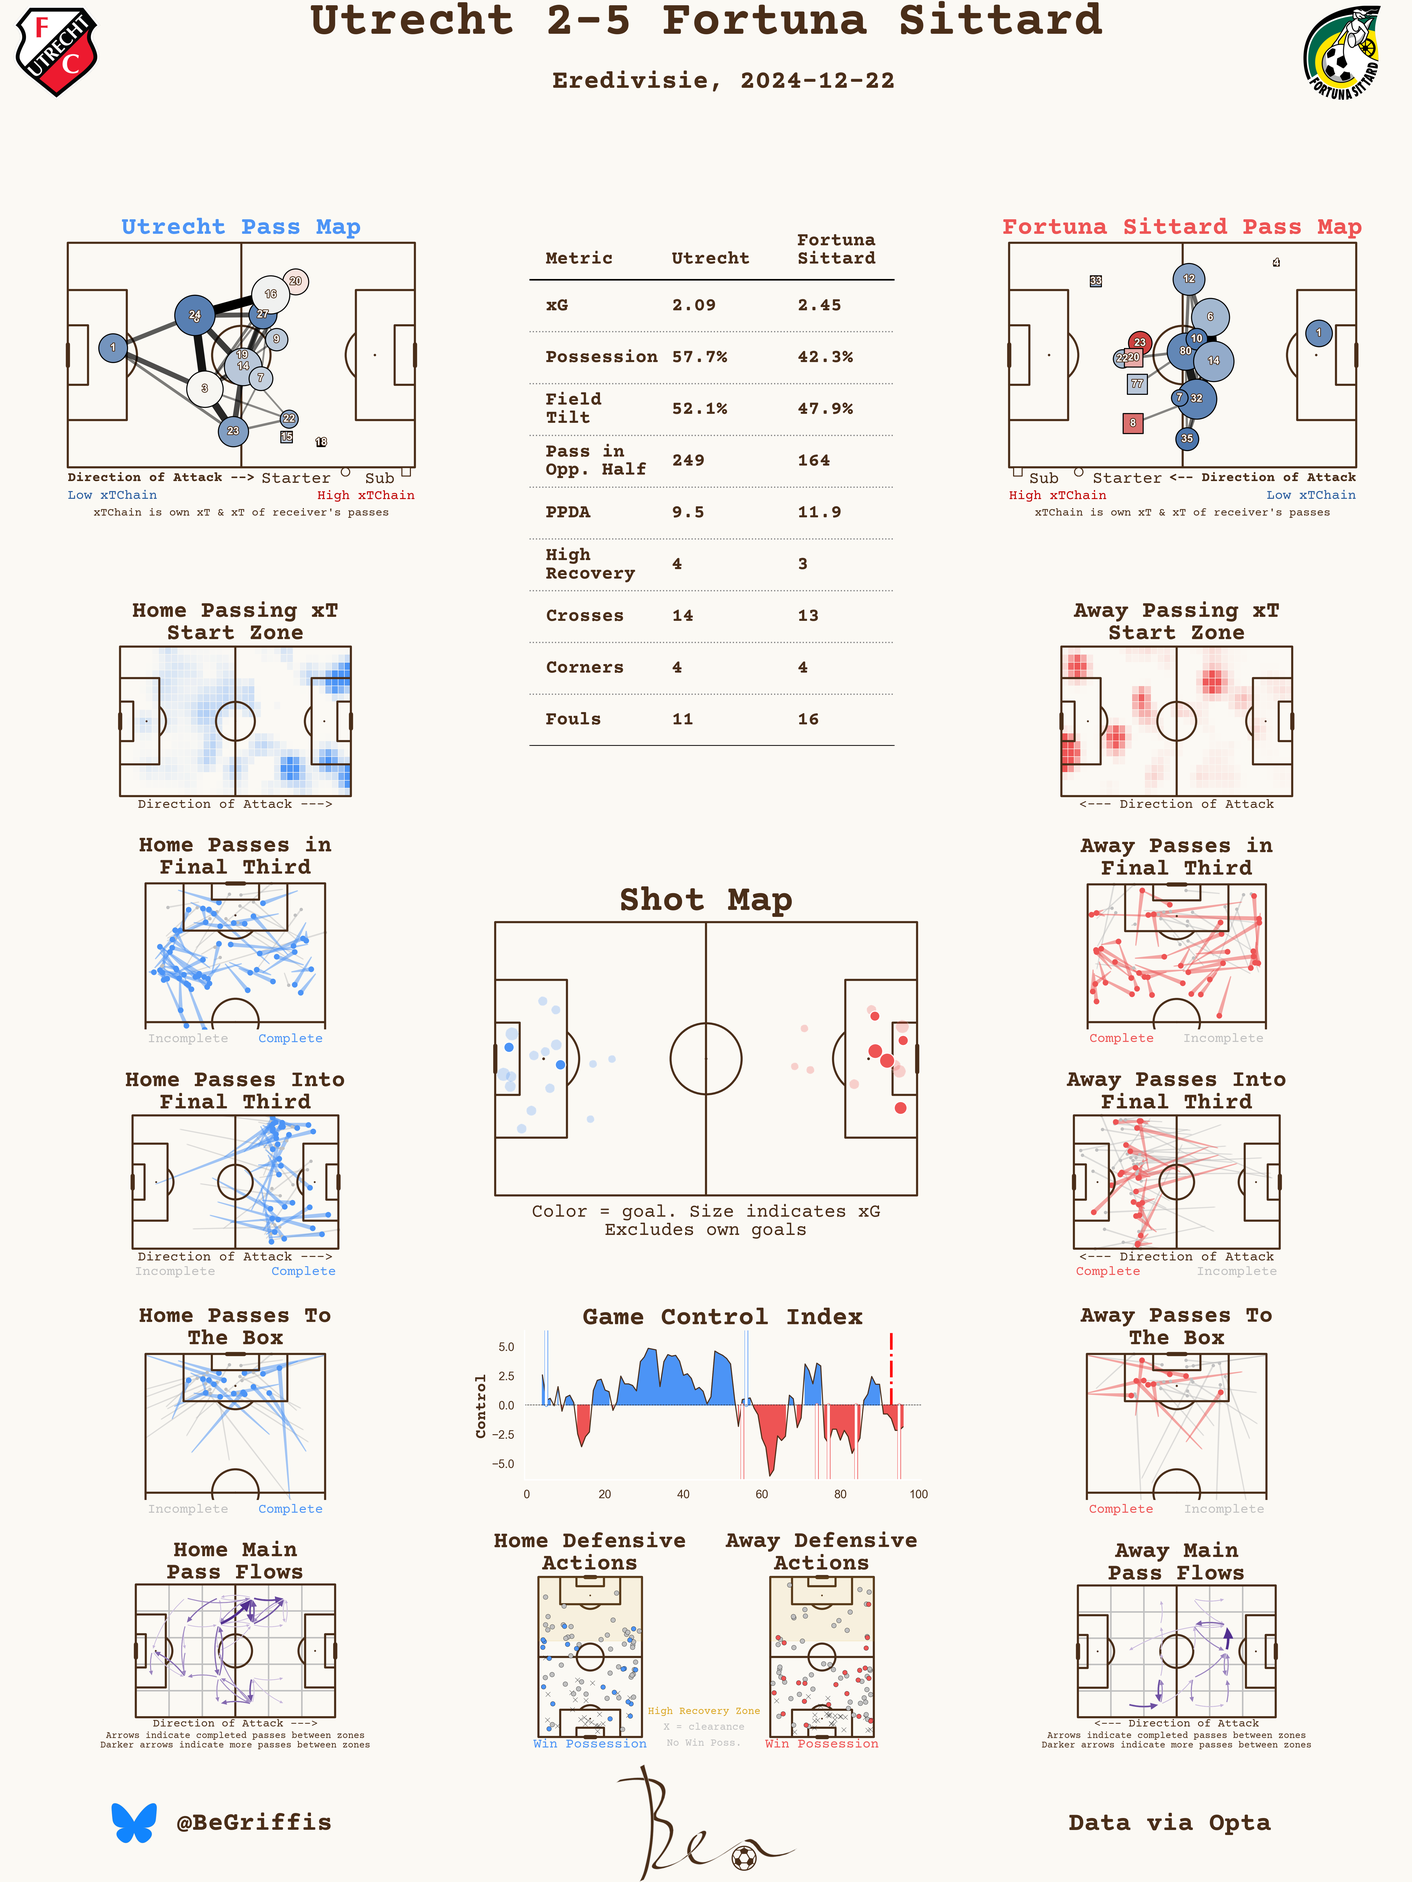 Utrecht 2-5 Fortuna Sittard
Eredivisie, 2024-12-22
F
UTRECHT
C
FORTUNA SITTARD
Utrecht Pass Map
1
24
3
23
16
20
27
9
19
14
7
22
15
18
Direction of Attack --> Starter Sub
Low xTChain High xTChain
xTChain is own xT & xT of receiver's passes
Metric Utrecht Fortuna Sittard
xG 2.09 2.45
Possession 57.7% 42.3%
Field Tilt 52.1% 47.9%
Pass in Opp. Half 249 164
PPDA 9.5 11.9
High Recovery 4 3
Crosses 14 13
Corners 4 4
Fouls 11 16
Fortuna Sittard Pass Map
33
4
12
6
1
23
10
20
80
14
77
7
32
8
35
Sub Starter <-- Direction of Attack
High xTChain Low xTChain
xTChain is own xT & xT of receiver's passes
Home Passing xT
Start Zone
Direction of Attack --->
Away Passing xT
Start Zone
<--- Direction of Attack
Home Passes in
Final Third
Incomplete Complete
Away Passes in
Final Third
Complete Incomplete
Shot Map
Color = goal. Size indicates xG
Excludes own goals
Home Passes Into
Final Third
Direction of Attack --->
Incomplete Complete
Away Passes Into
Final Third
<--- Direction of Attack
Complete Incomplete
Home Passes To
The Box
Incomplete Complete
Game Control Index
Control
5.0
2.5
0.0
−2.5
−5.0
0 20 40 60 80 100
Away Passes To
The Box
Complete Incomplete
Home Main
Pass Flows
Direction of Attack --->
Arrows indicate completed passes between zones
Darker arrows indicate more passes between zones
Home Defensive
Actions
Win Possession
Away Defensive
Actions
Win Possession
High Recovery Zone
X = clearance
No Win Poss.
Away Main
Pass Flows
<--- Direction of Attack
Arrows indicate completed passes between zones
Darker arrows indicate more passes between zones
@BeGriffis
Ben
Data via Opta